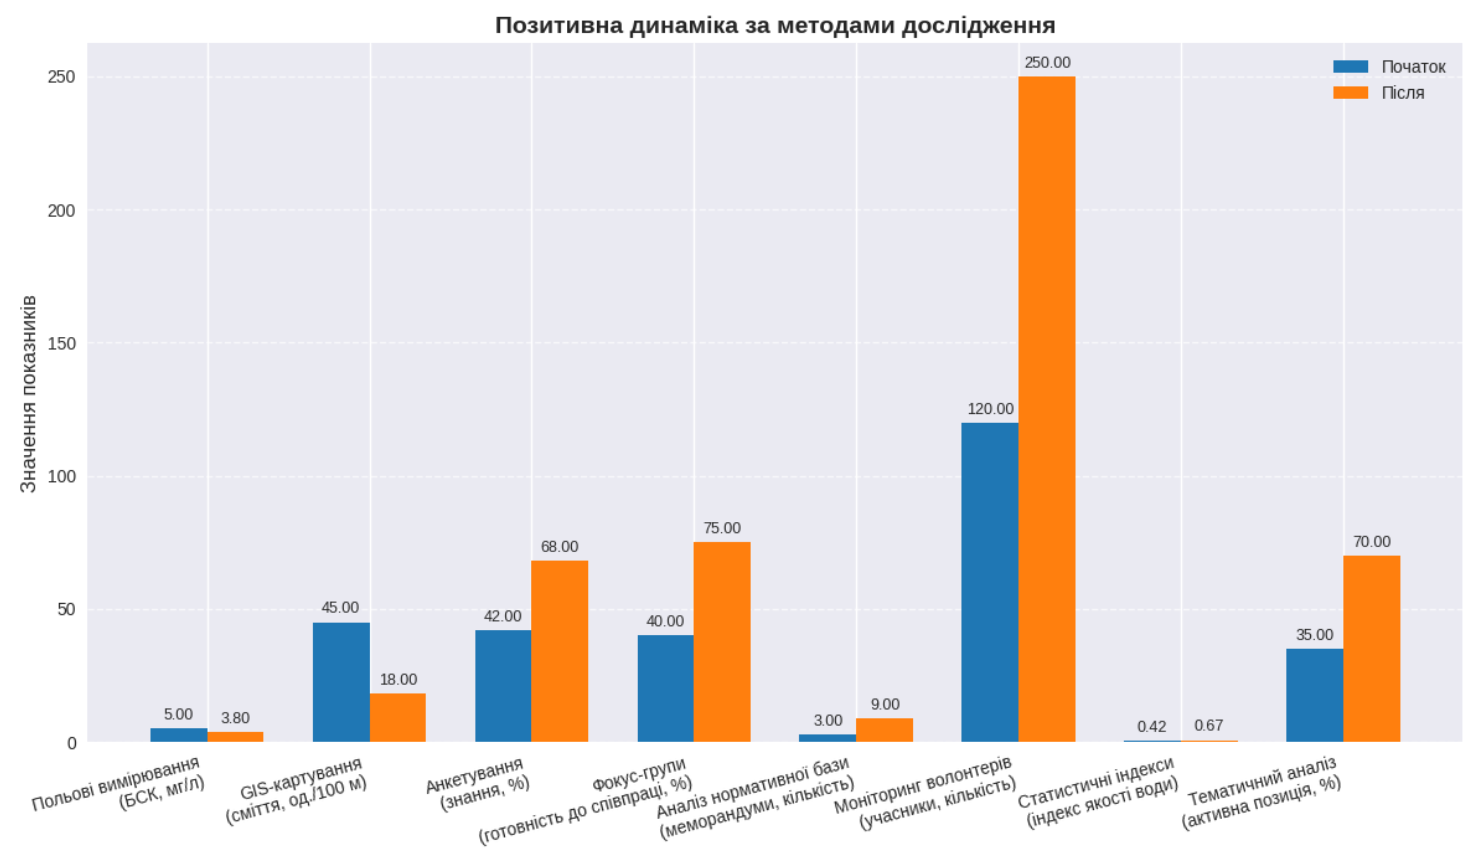 Позитивна динаміка за методами дослідження
Початок
Після
Значення показників
250
200
150
100
50
0
5.00
3.80
45.00
18.00
42.00
68.00
40.00
75.00
3.00
9.00
120.00
250.00
0.42
0.67
35.00
70.00
Польові вимірювання
(БСК, мг/л)
GIS-картування
(сміття, од./100 м)
Анкетування
(знання, %)
Фокус-групи
(готовність до співпраці, %)
Аналіз нормативної бази
(меморандуми, кількість)
Моніторинг волонтерів
(учасники, кількість)
Статистичні індекси
(індекс якості води)
Тематичний аналіз
(активна позиція, %)